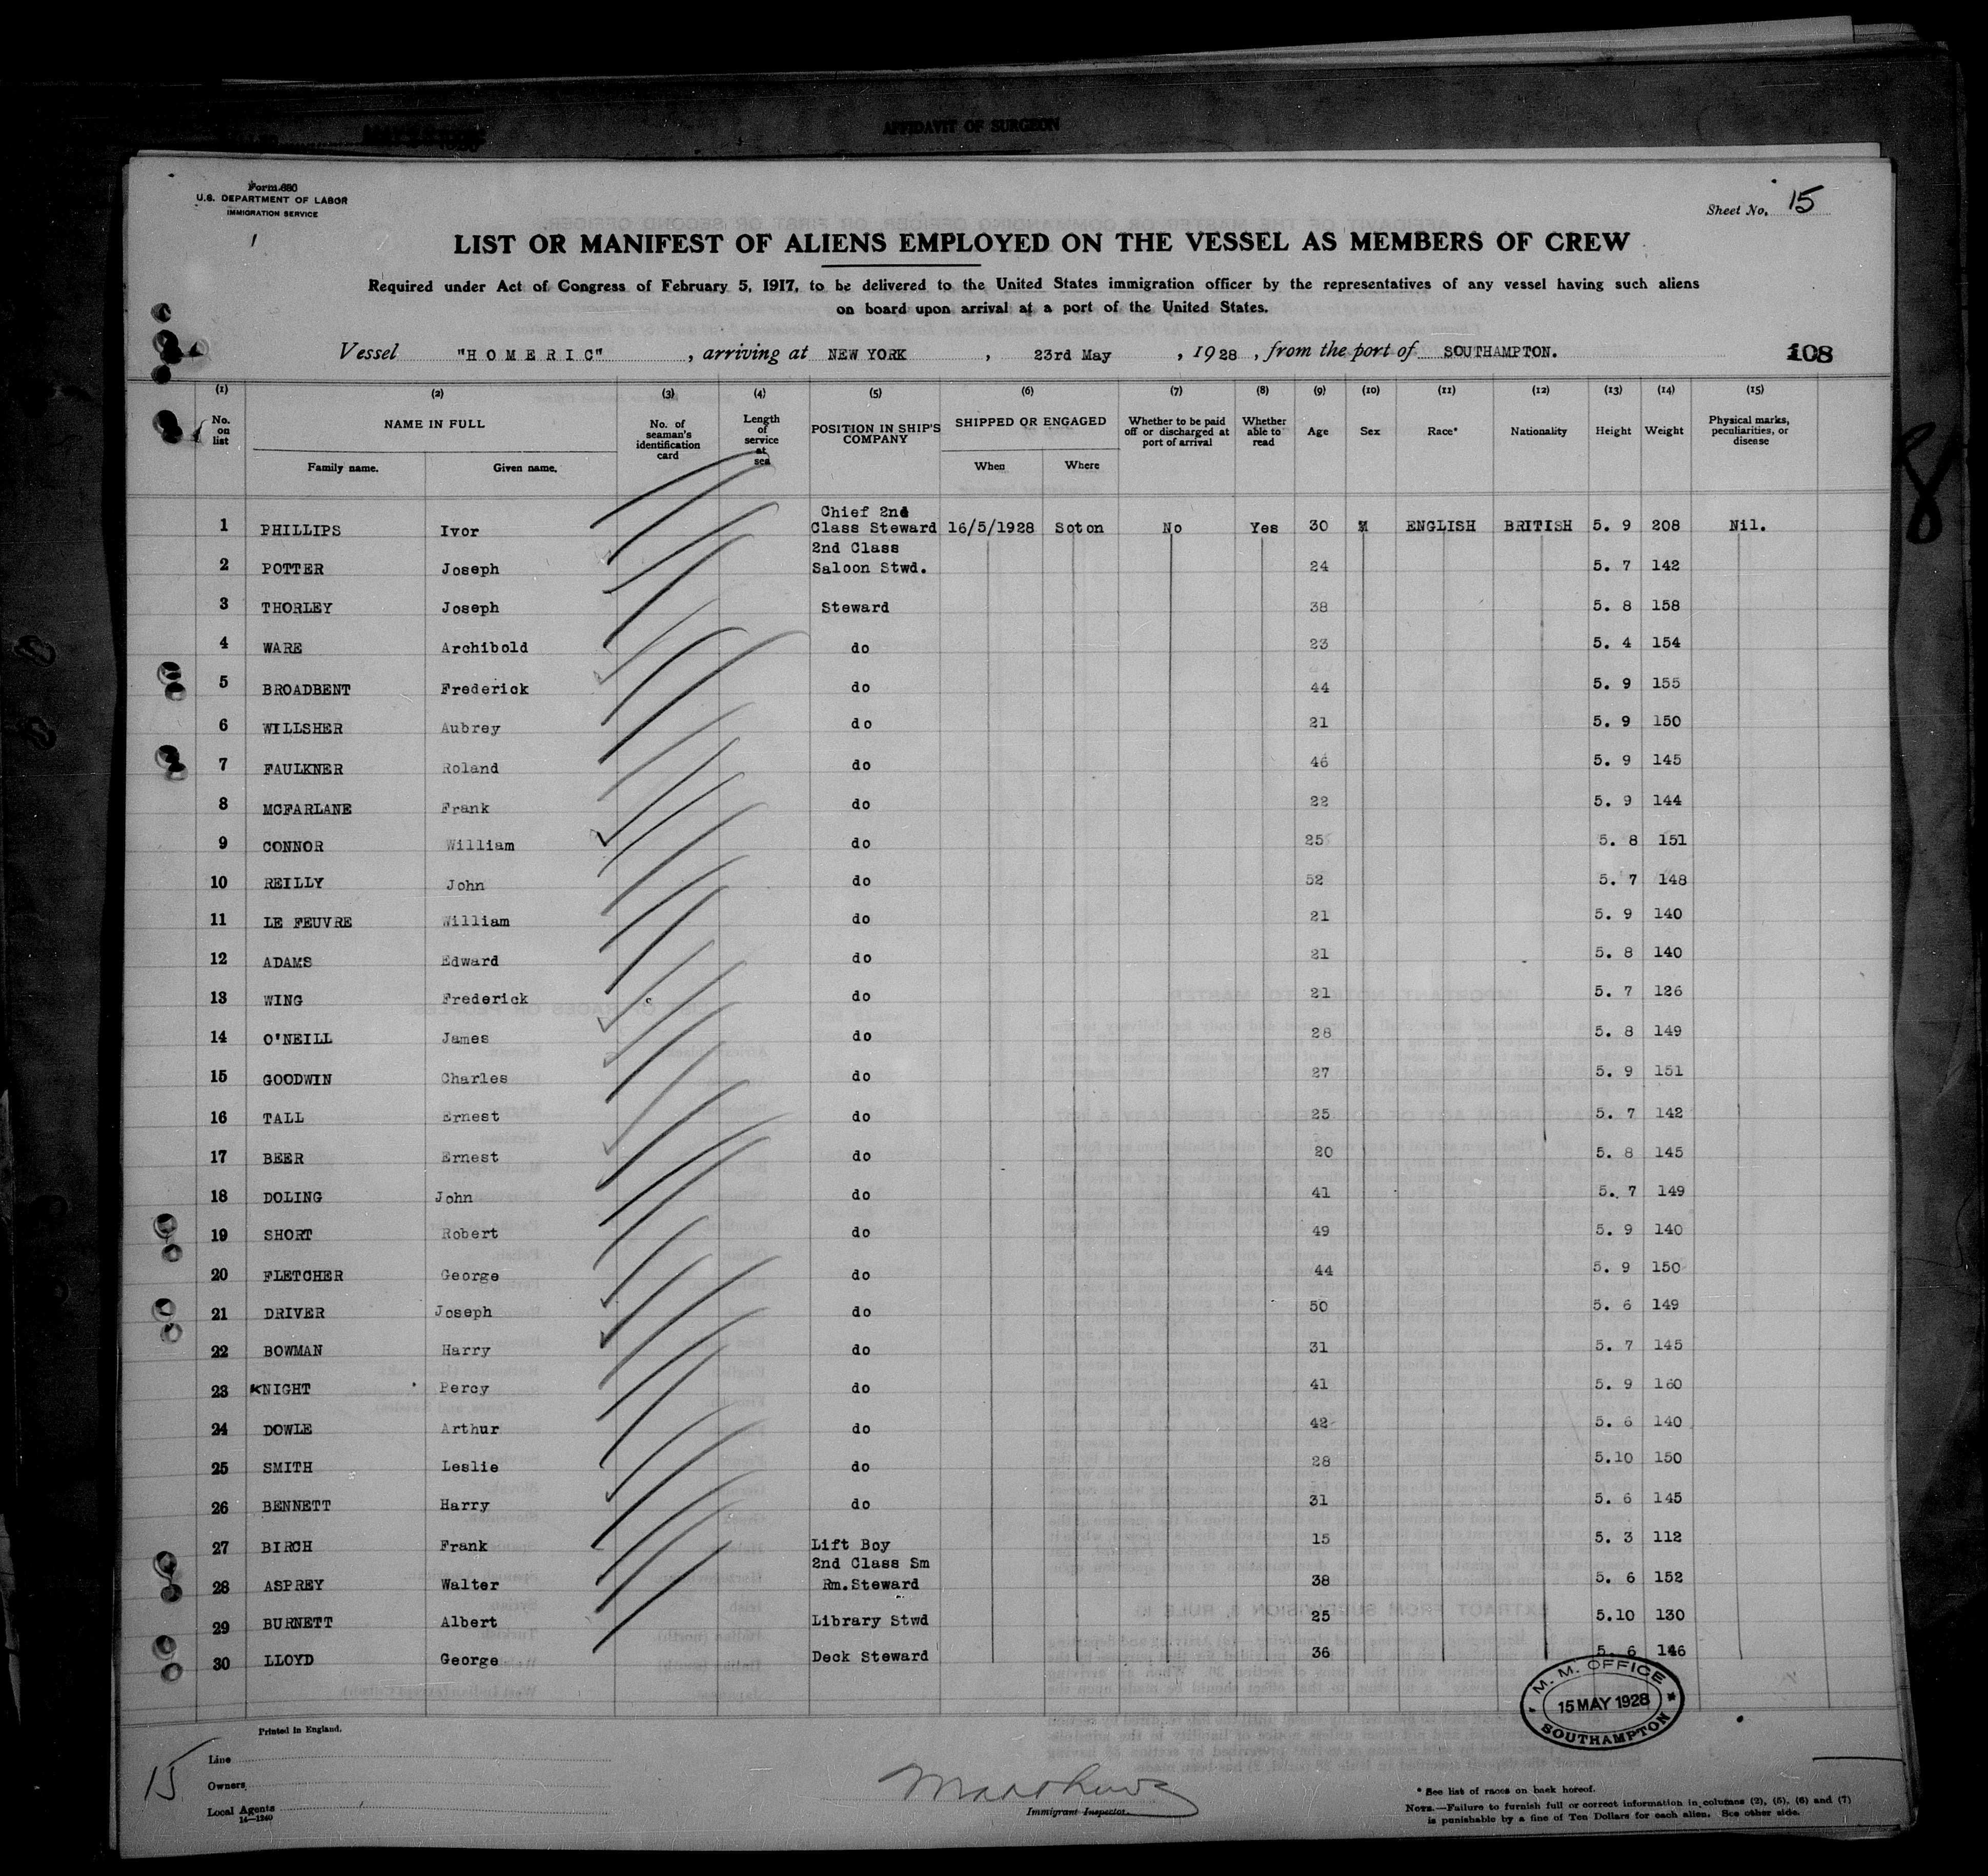 AFFIDAVIT OF SURGEON
Form 680
U.S. DEPARTMENT OF LABOR
IMMIGRATION SERVICE
Sheet No. 15
LIST OR MANIFEST OF ALIENS EMPLOYED ON THE VESSEL AS MEMBERS OF CREW
Required under Act of Congress of February 5, 1917, to be delivered to the United States immigration officer by the representatives of any vessel having such aliens
on board upon arrival at a port of the United States.
Vessel "HOMERIC", arriving at NEW YORK, 23rd May, 1928, from the port of SOUTHAMPTON. 108
(1) (2) (3) (4) (5) (6) (7) (8) (9) (10) (11) (12) (13) (14) (15)
No. on list NAME IN FULL Family name. Given name. No. of seaman's identification card Length of service at sea POSITION IN SHIP'S COMPANY SHIPPED OR ENGAGED When Where Whether to be paid off or discharged at port of arrival Whether able to read Age Sex Race* Nationality Height Weight Physical marks, peculiarities, or disease
1 PHILLIPS Ivor Chief 2nd Class Steward 16/5/1928 Soton No Yes 30 M ENGLISH BRITISH 5. 9 208 Nil.
2 POTTER Joseph 2nd Class Saloon Stwd. 24 5. 7 142
3 THORLEY Joseph Steward 38 5. 8 158
4 WARE Archibold do 23 5. 4 154
5 BROADBENT Frederick do 44 5. 9 155
6 WILLSHER Aubrey do 21 5. 9 150
7 FAULKNER Roland do 46 5. 9 145
8 MCFARLANE Frank do 22 5. 9 144
9 CONNOR William do 25 5. 8 151
10 REILLY John do 52 5. 7 148
11 LE FEUVRE William do 21 5. 9 140
12 ADAMS Edward do 21 5. 8 140
13 WING Frederick do 21 5. 7 126
14 O'NEILL James do 28 5. 8 149
15 GOODWIN Charles do 27 5. 9 151
16 TALL Ernest do 25 5. 7 142
17 BEER Ernest do 20 5. 8 145
18 DOLING John do 41 5. 7 149
19 SHORT Robert do 49 5. 9 140
20 FLETCHER George do 44 5. 9 150
21 DRIVER Joseph do 50 5. 6 149
22 BOWMAN Harry do 31 5. 7 145
23 KNIGHT Percy do 41 5. 9 160
24 DOWLE Arthur do 42 5. 6 140
25 SMITH Leslie do 28 5.10 150
26 BENNETT Harry do 31 5. 6 145
27 BIRCH Frank Lift Boy 15 5. 3 112
28 ASPREY Walter 2nd Class Sm Rm.Steward 38 5. 6 152
29 BURNETT Albert Library Stwd 25 5.10 130
30 LLOYD George Deck Steward 36 5. 6 146
M. M. OFFICE
15 MAY 1928
SOUTHAMPTON
Printed in England.
15
Line
Owners
Local Agents
14—1240
Matthews
Immigrant Inspector.
* See list of races on back hereof.
NOTE.—Failure to furnish full or correct information in columns (2), (5), (6) and (7)
is punishable by a fine of Ten Dollars for each alien. See other side.